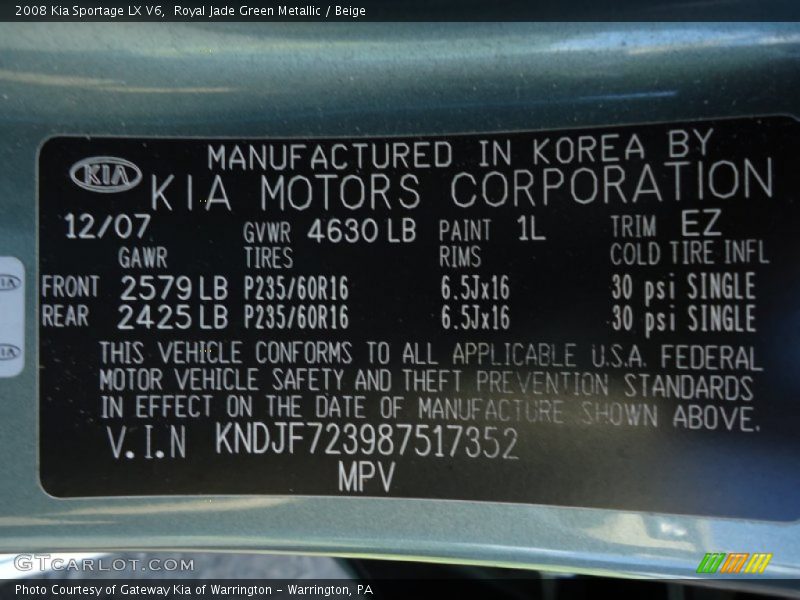 2008 Kia Sportage LX V6,  Royal Jade Green Metallic / Beige
MANUFACTURED IN KOREA BY
KIA KIA MOTORS CORPORATION
12/07 GVWR 4630 LB PAINT 1L TRIM EZ
GAWR TIRES RIMS COLD TIRE INFL
FRONT 2579 LB P235/60R16 6.5Jx16 30 psi SINGLE
REAR 2425 LB P235/60R16 6.5Jx16 30 psi SINGLE
THIS VEHICLE CONFORMS TO ALL APPLICABLE U.S.A. FEDERAL
MOTOR VEHICLE SAFETY AND THEFT PREVENTION STANDARDS
IN EFFECT ON THE DATE OF MANUFACTURE SHOWN ABOVE.
V.I.N KNDJF723987517352
MPV
KIA
KIA
GTCARLOT.COM
Photo Courtesy of Gateway Kia of Warrington – Warrington, PA